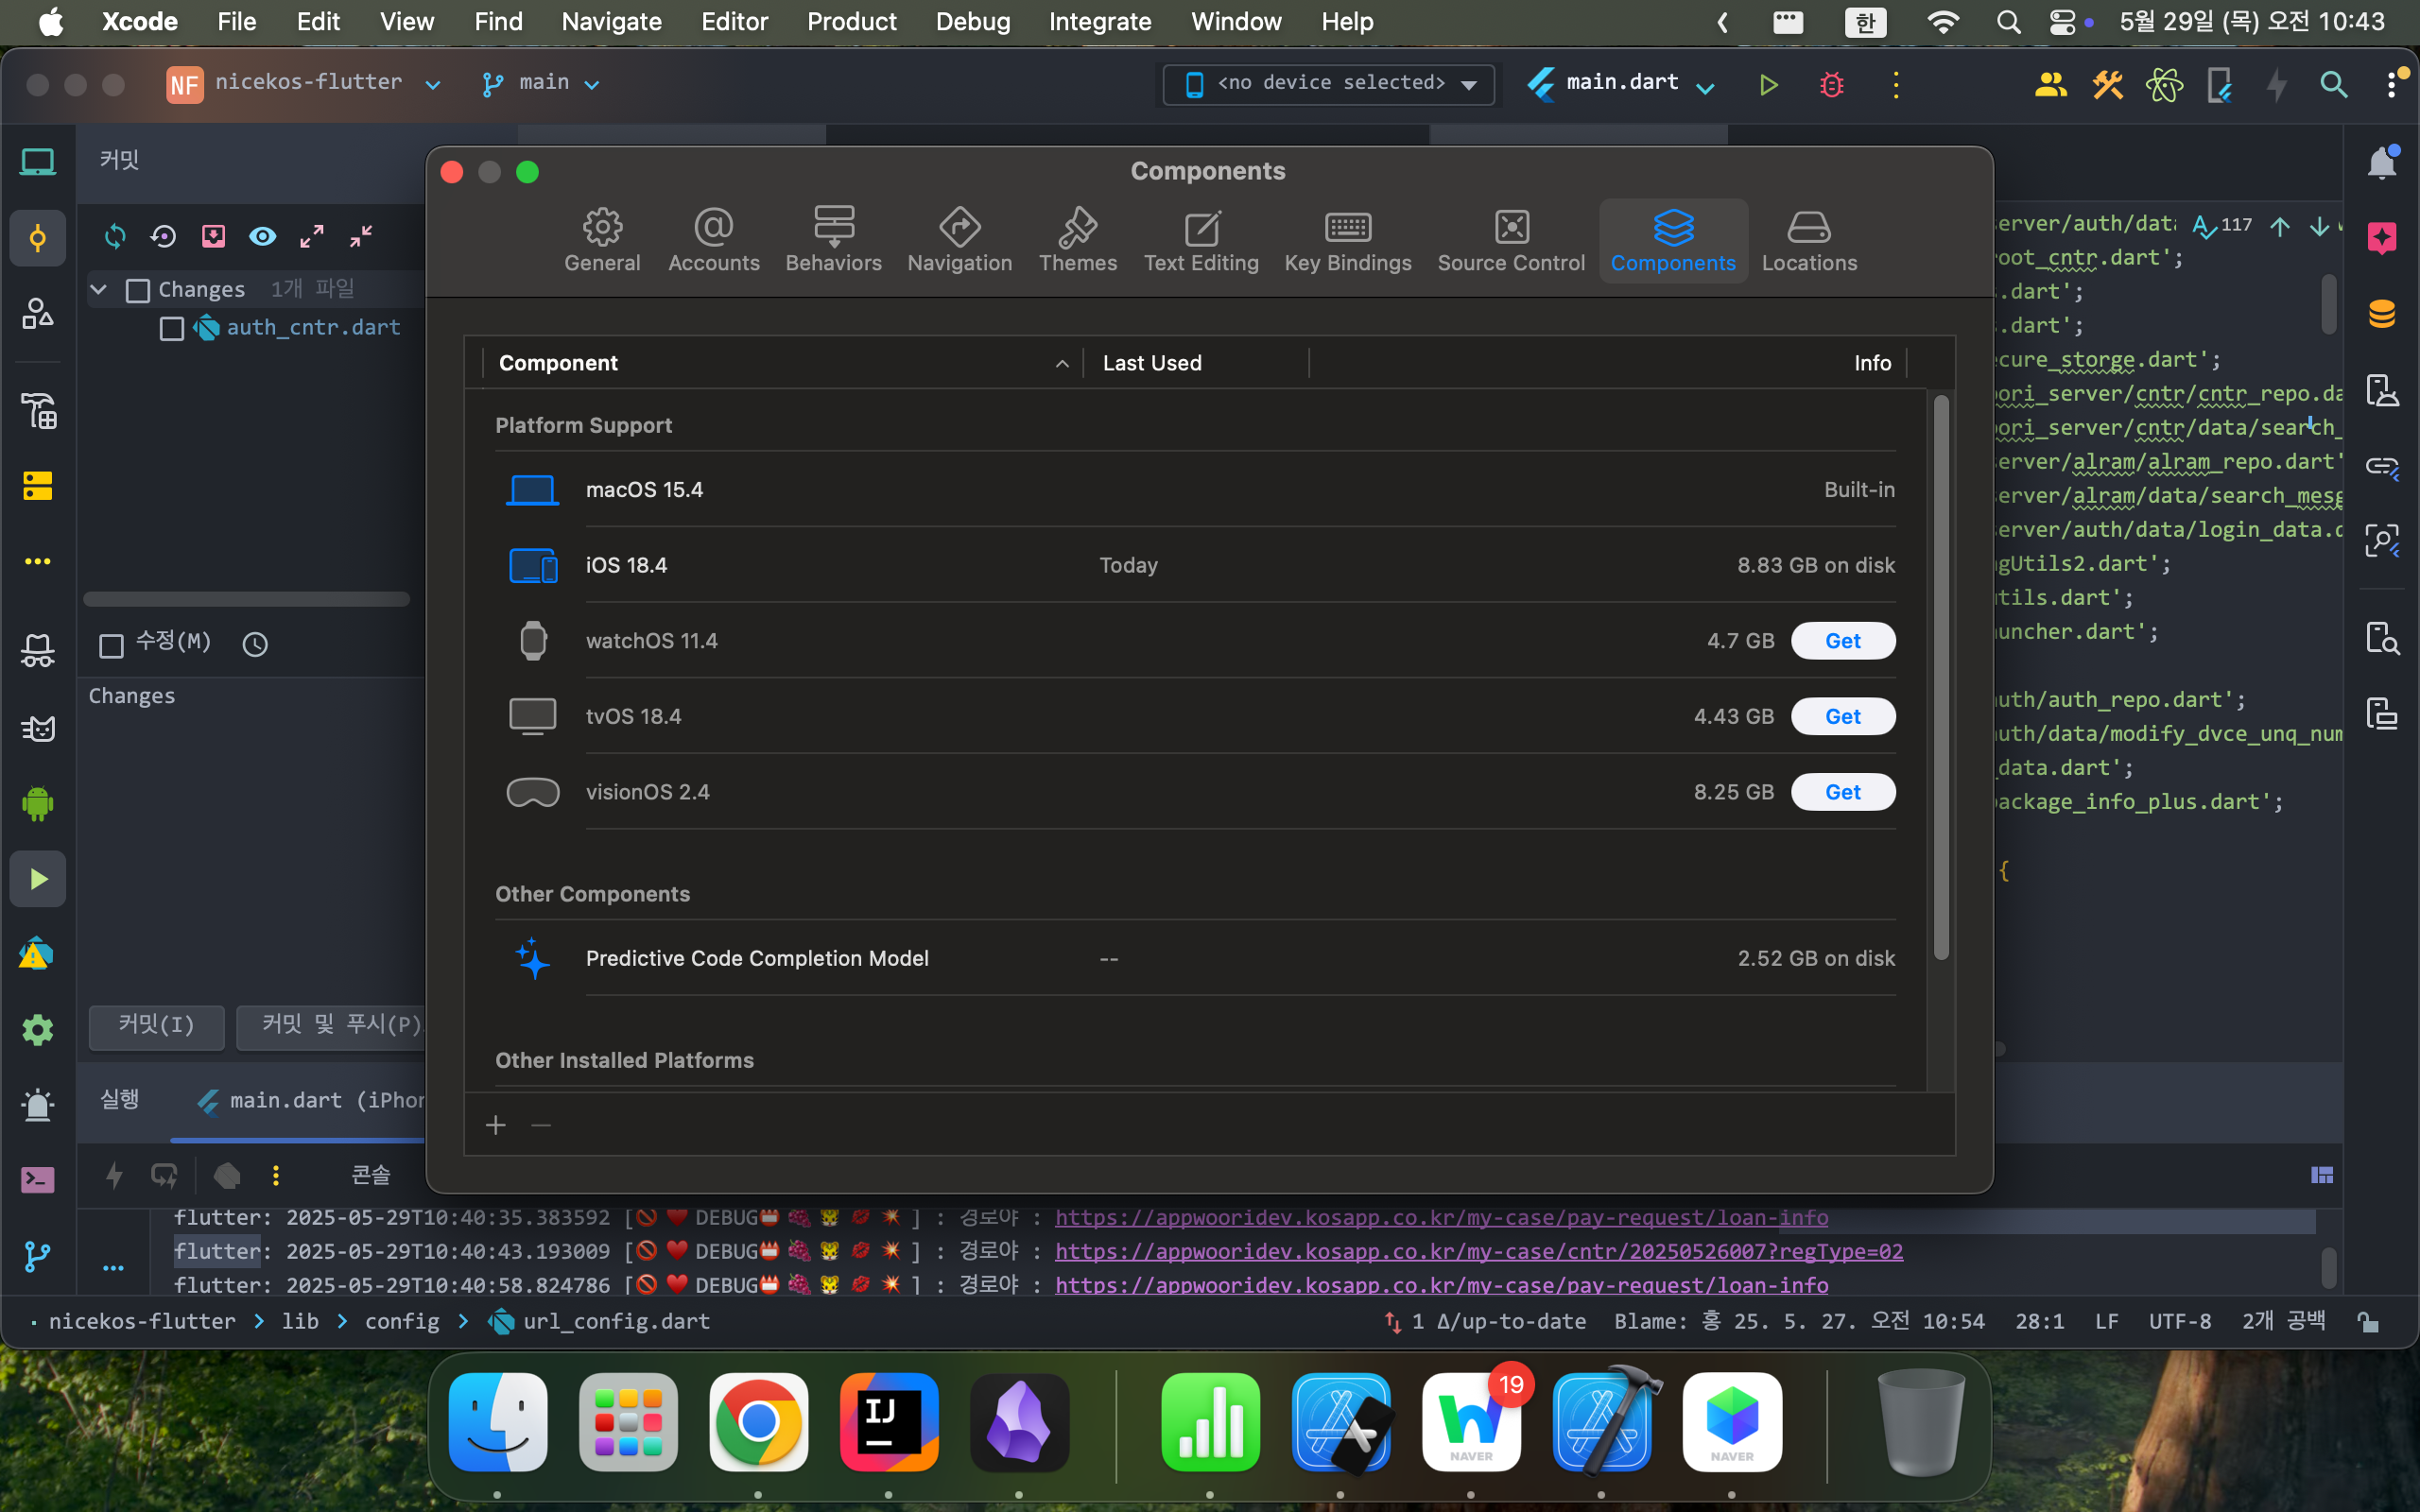 Xcode File Edit View Find Navigate Editor Product Debug Integrate Window Help 한 5월 29일 (목) 오전 10:43
NF nicekos-flutter main <no device selected> main.dart
커밋
Components
General Accounts Behaviors Navigation Themes Text Editing Key Bindings Source Control Components Locations
Changes 1개 파일
auth_cntr.dart
수정(M)
Changes
커밋(I) 커밋 및 푸시(P)
Component Last Used Info
Platform Support
macOS 15.4 Built-in
iOS 18.4 Today 8.83 GB on disk
watchOS 11.4 4.7 GB Get
tvOS 18.4 4.43 GB Get
visionOS 2.4 8.25 GB Get
Other Components
Predictive Code Completion Model -- 2.52 GB on disk
Other Installed Platforms
server/auth/dat 117
root_cntr.dart';
.dart';
.dart';
cure_storge.dart';
ori_server/cntr/cntr_repo.da
ori_server/cntr/data/search_
erver/alram/alram_repo.dart'
erver/alram/data/search_mesg
erver/auth/data/login_data.d
gUtils2.dart';
tils.dart';
uncher.dart';
uth/auth_repo.dart';
uth/data/modify_dvce_unq_num
_data.dart';
ackage_info_plus.dart';
{
실행 main.dart (iPhon
콘솔
flutter: 2025-05-29T10:40:35.383592 [🚫 ♥️ DEBUG📛 🍇 🐯 💋 💥 ] : 경로야 : https://appwooridev.kosapp.co.kr/my-case/pay-request/loan-info
flutter: 2025-05-29T10:40:43.193009 [🚫 ♥️ DEBUG📛 🍇 🐯 💋 💥 ] : 경로야 : https://appwooridev.kosapp.co.kr/my-case/cntr/20250526007?regType=02
flutter: 2025-05-29T10:40:58.824786 [🚫 ♥️ DEBUG📛 🍇 🐯 💋 💥 ] : 경로야 : https://appwooridev.kosapp.co.kr/my-case/pay-request/loan-info
nicekos-flutter > lib > config > url_config.dart 1 Δ/up-to-date Blame: 홍 25. 5. 27. 오전 10:54 28:1 LF UTF-8 2개 공백
IJ
19
NAVER
NAVER